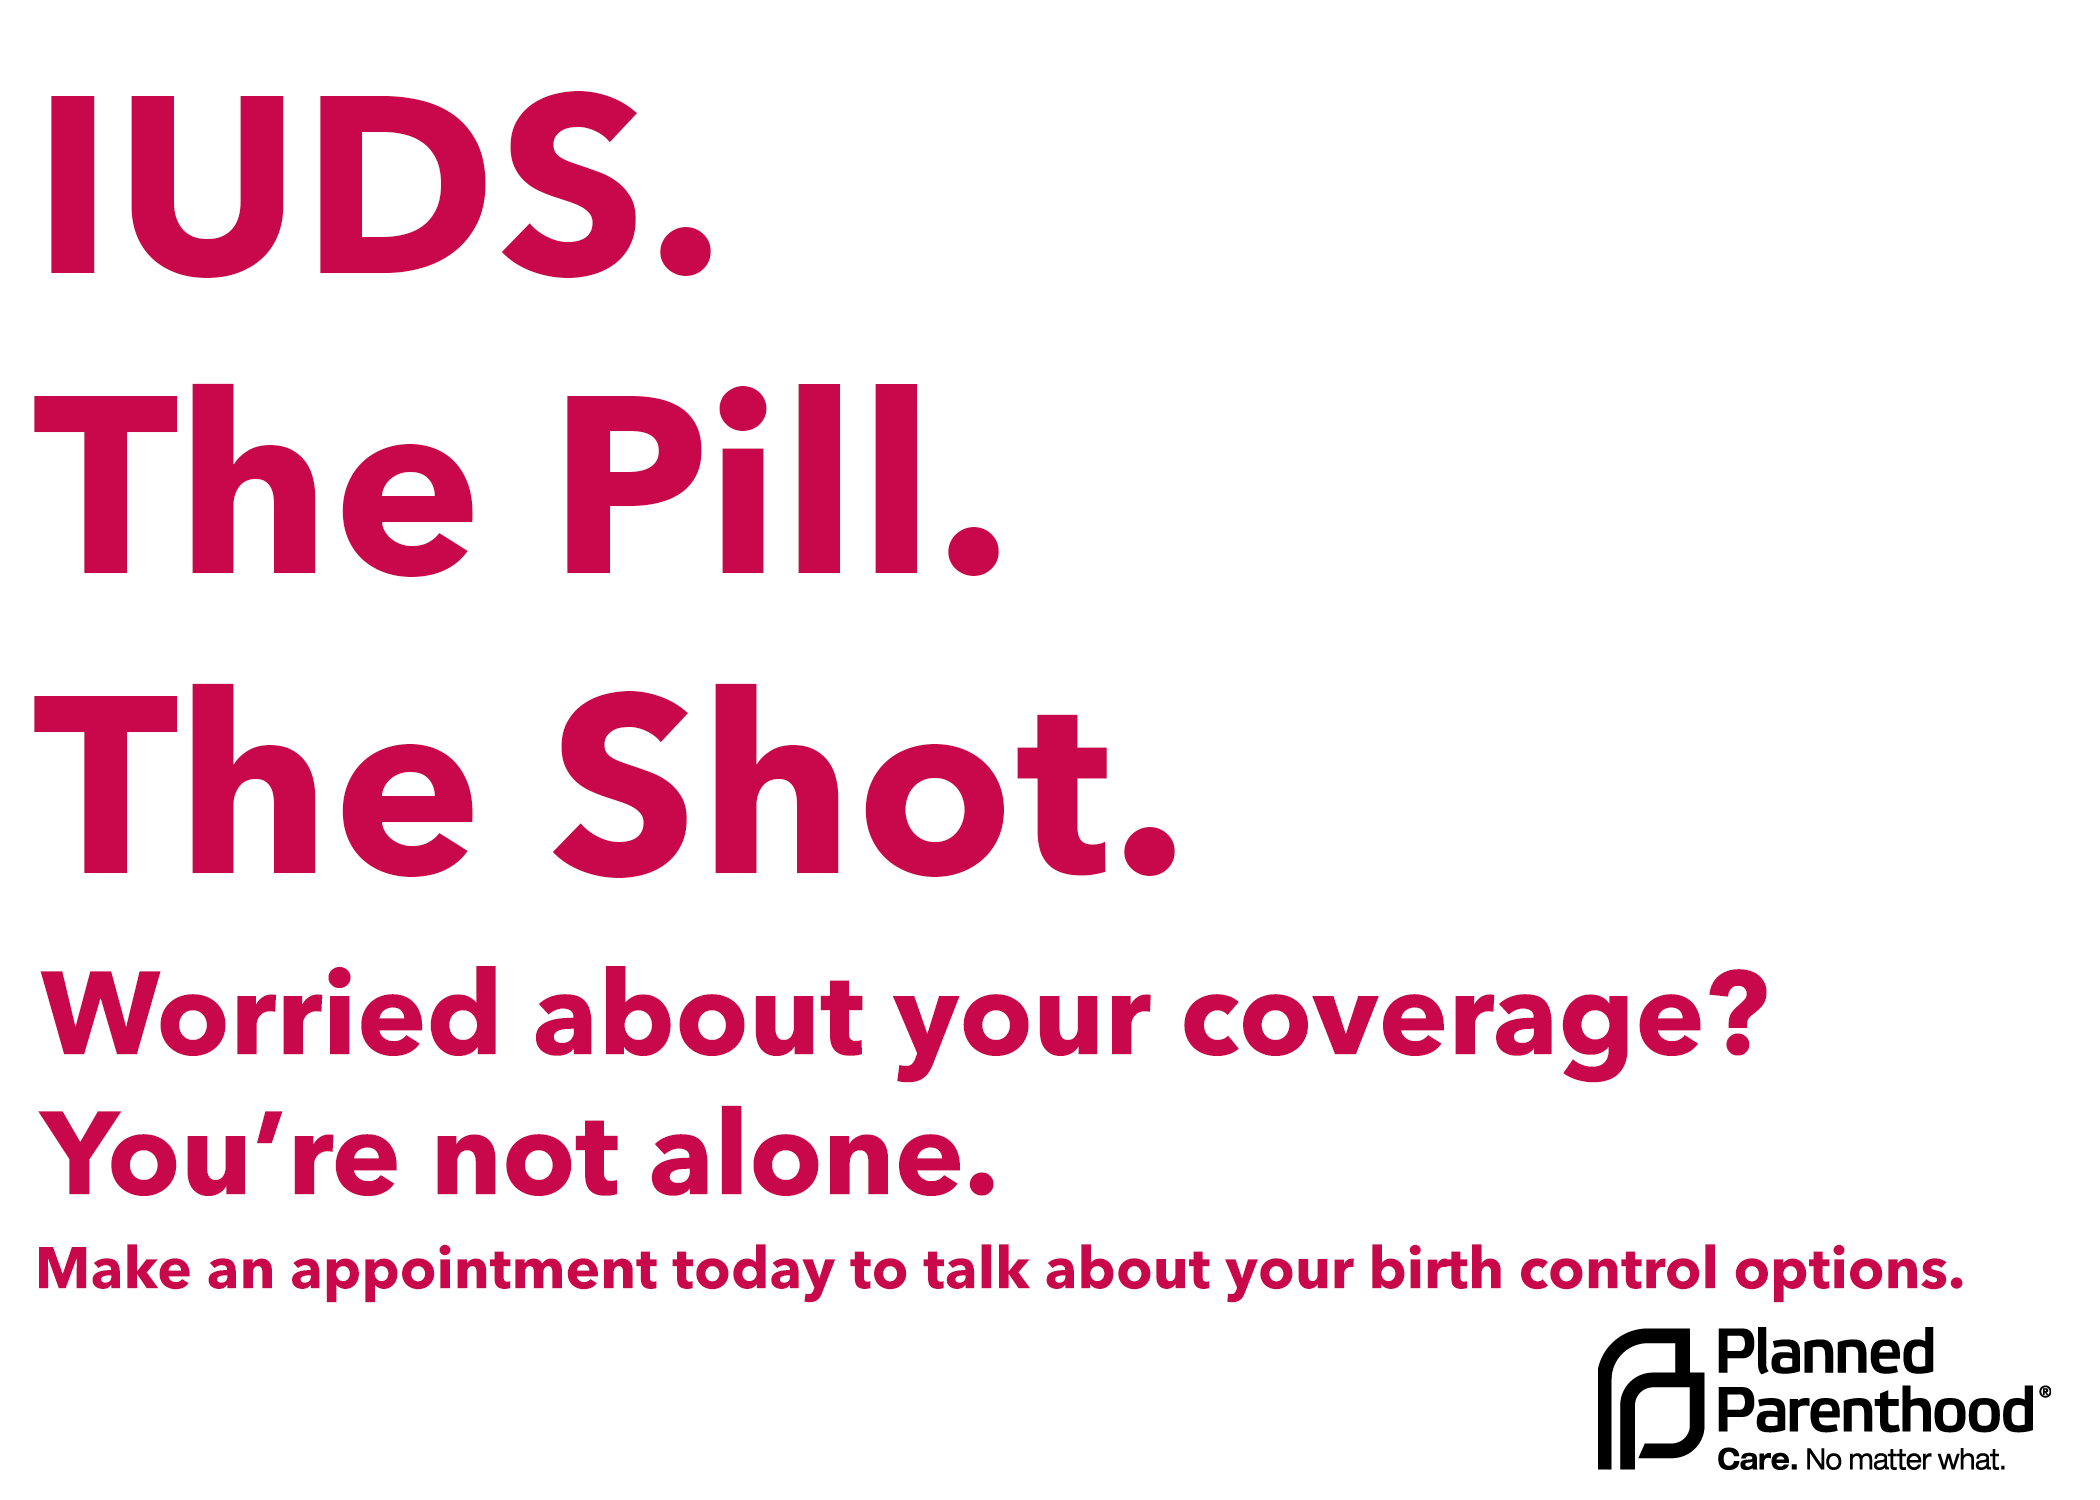 IUDS.
The Pill.
The Shot.
Worried about your coverage?
You’re not alone.
Make an appointment today to talk about your birth control options.
Planned
Parenthood®
Care. No matter what.